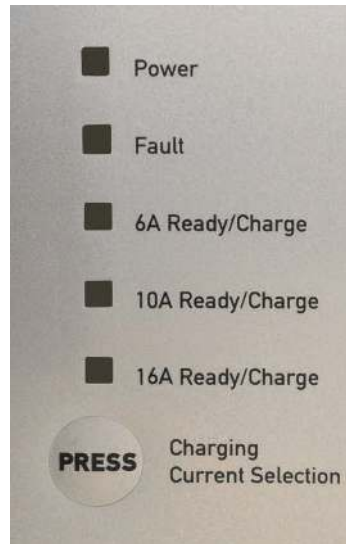 Power
Fault
6A Ready/Charge
10A Ready/Charge
16A Ready/Charge
PRESS
Charging
Current Selection